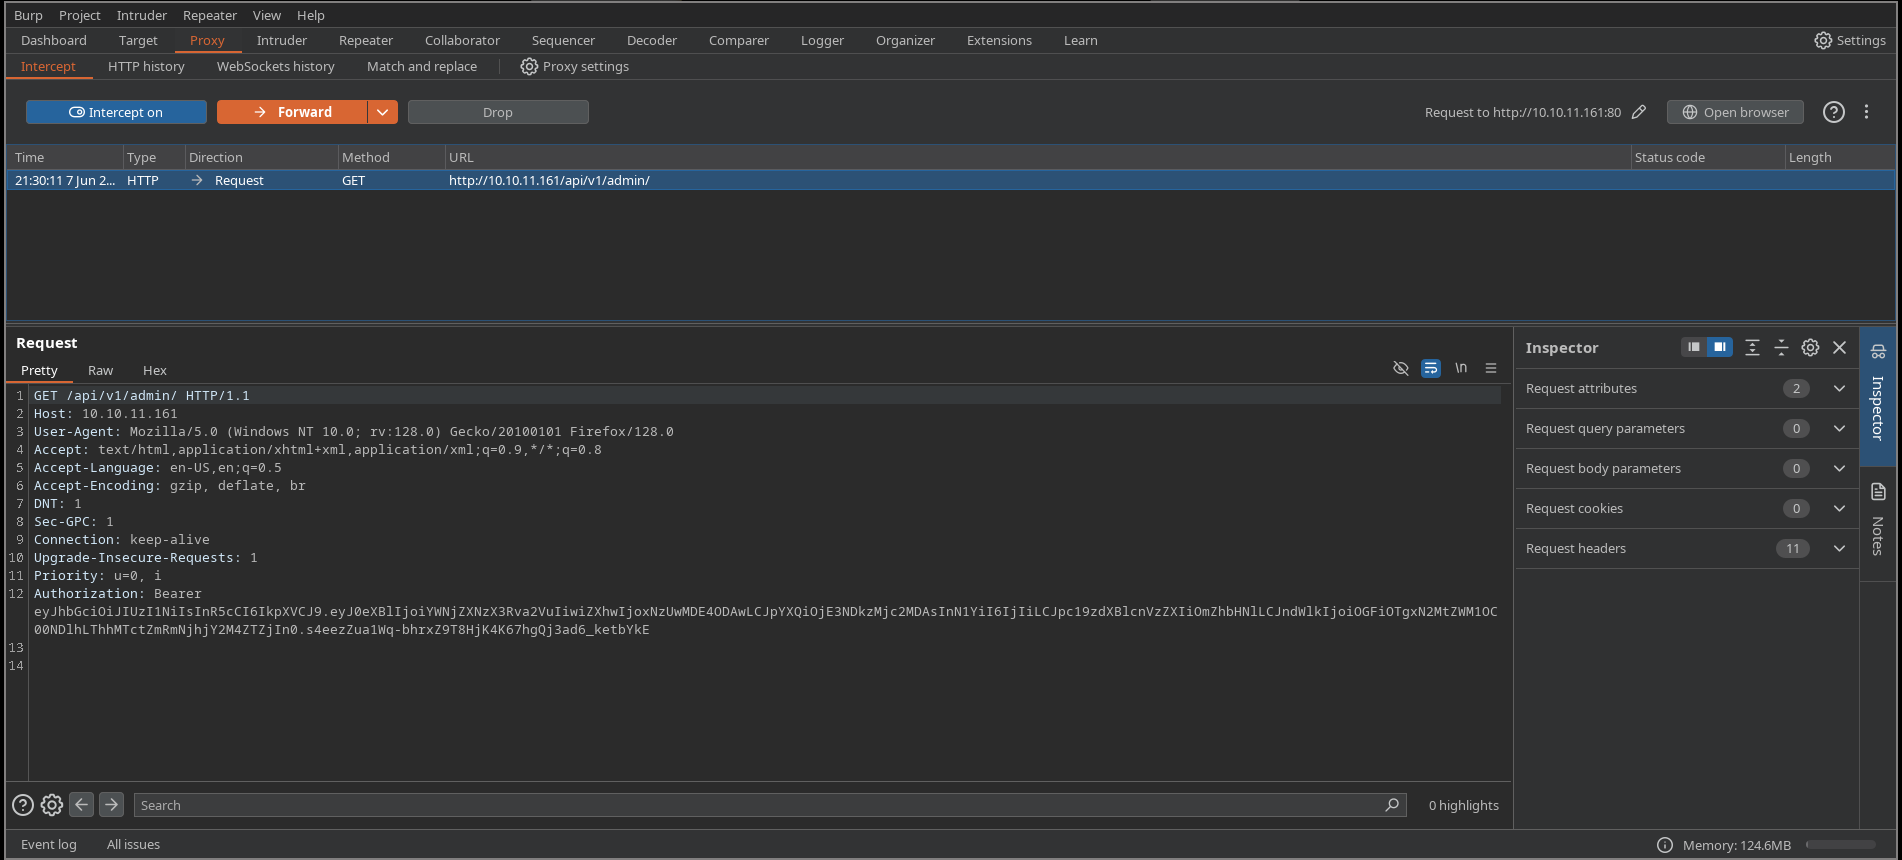 Burp Project Intruder Repeater View Help
Dashboard Target Proxy Intruder Repeater Collaborator Sequencer Decoder Comparer Logger Organizer Extensions Learn Settings
Intercept HTTP history WebSockets history Match and replace Proxy settings
Intercept on Forward Drop Request to http://10.10.11.161:80 Open browser
Time Type Direction Method URL Status code Length
21:30:11 7 Jun 2... HTTP Request GET http://10.10.11.161/api/v1/admin/
Request
Pretty Raw Hex \n
1 GET /api/v1/admin/ HTTP/1.1
2 Host: 10.10.11.161
3 User-Agent: Mozilla/5.0 (Windows NT 10.0; rv:128.0) Gecko/20100101 Firefox/128.0
4 Accept: text/html,application/xhtml+xml,application/xml;q=0.9,*/*;q=0.8
5 Accept-Language: en-US,en;q=0.5
6 Accept-Encoding: gzip, deflate, br
7 DNT: 1
8 Sec-GPC: 1
9 Connection: keep-alive
10 Upgrade-Insecure-Requests: 1
11 Priority: u=0, i
12 Authorization: Bearer
eyJhbGciOiJIUzI1NiIsInR5cCI6IkpXVCJ9.eyJ0eXBlIjoiYWNjZXNzX3Rva2VuIiwiZXhwIjoxNzUwMDE4ODAwLCJpYXQiOjE3NDkzMjc2MDAsInN1YiI6IjIiLCJpc19zdXBlcnVzZXIiOmZhbHNlLCJndWlkIjoiOGFiOTgxN2MtZWM1OC
00NDlhLThhMTctZmRmNjhjY2M4ZTZjIn0.s4eezZua1Wq-bhrxZ9T8HjK4K67hgQj3ad6_ketbYkE
13
14
Inspector
Request attributes 2
Request query parameters 0
Request body parameters 0
Request cookies 0
Request headers 11
Inspector
Notes
Search 0 highlights
Event log All issues Memory: 124.6MB